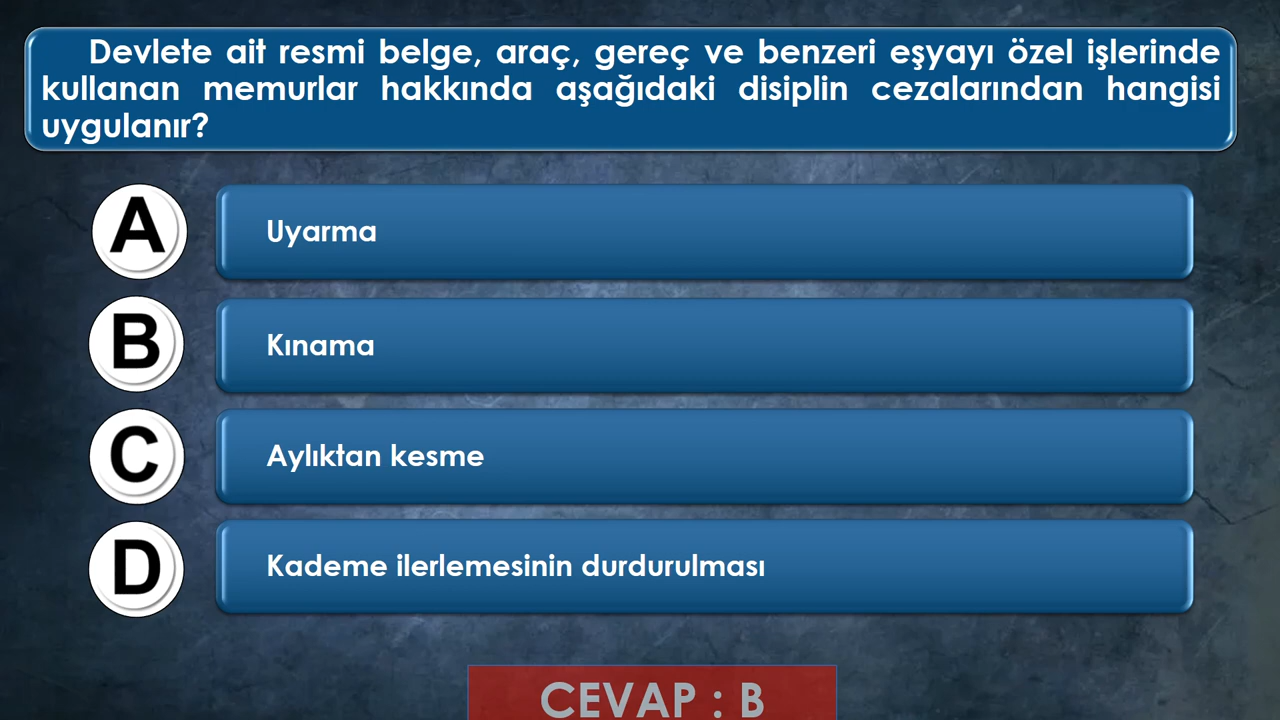 Devlete ait resmi belge, araç, gereç ve benzeri eşyayı özel işlerinde
kullanan memurlar hakkında aşağıdaki disiplin cezalarından hangisi
uygulanır?
A
Uyarma
B
Kınama
C
Aylıktan kesme
D
Kademe ilerlemesinin durdurulması
CEVAP : B